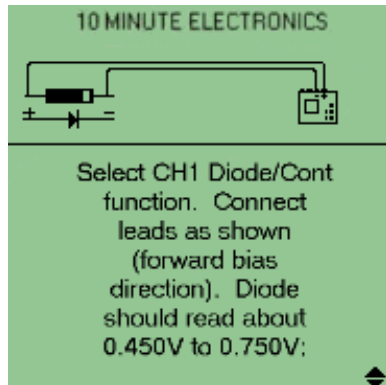 10 MINUTE ELECTRONICS
+ −
Select CH1 Diode/Cont
function. Connect
leads as shown
(forward bias
direction). Diode
should read about
0.450V to 0.750V;